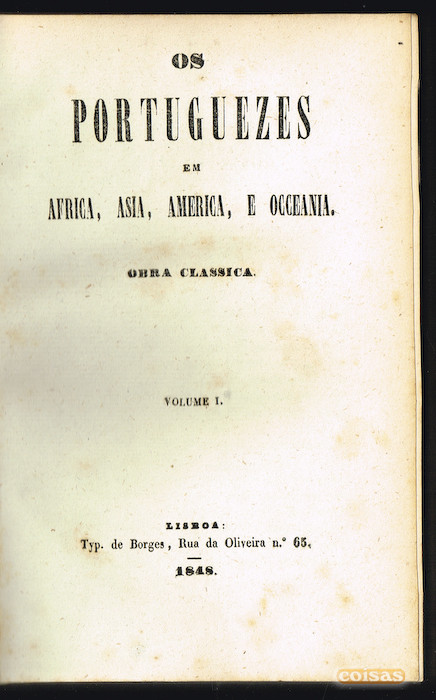 OS
PORTUGUEZES
EM
AFRICA, ASIA, AMERICA, E OCCEANIA.
OBRA CLASSICA.
VOLUME I.
LISBOA:
Typ. de Borges, Rua da Oliveira n.º 65.
1848.
coisas